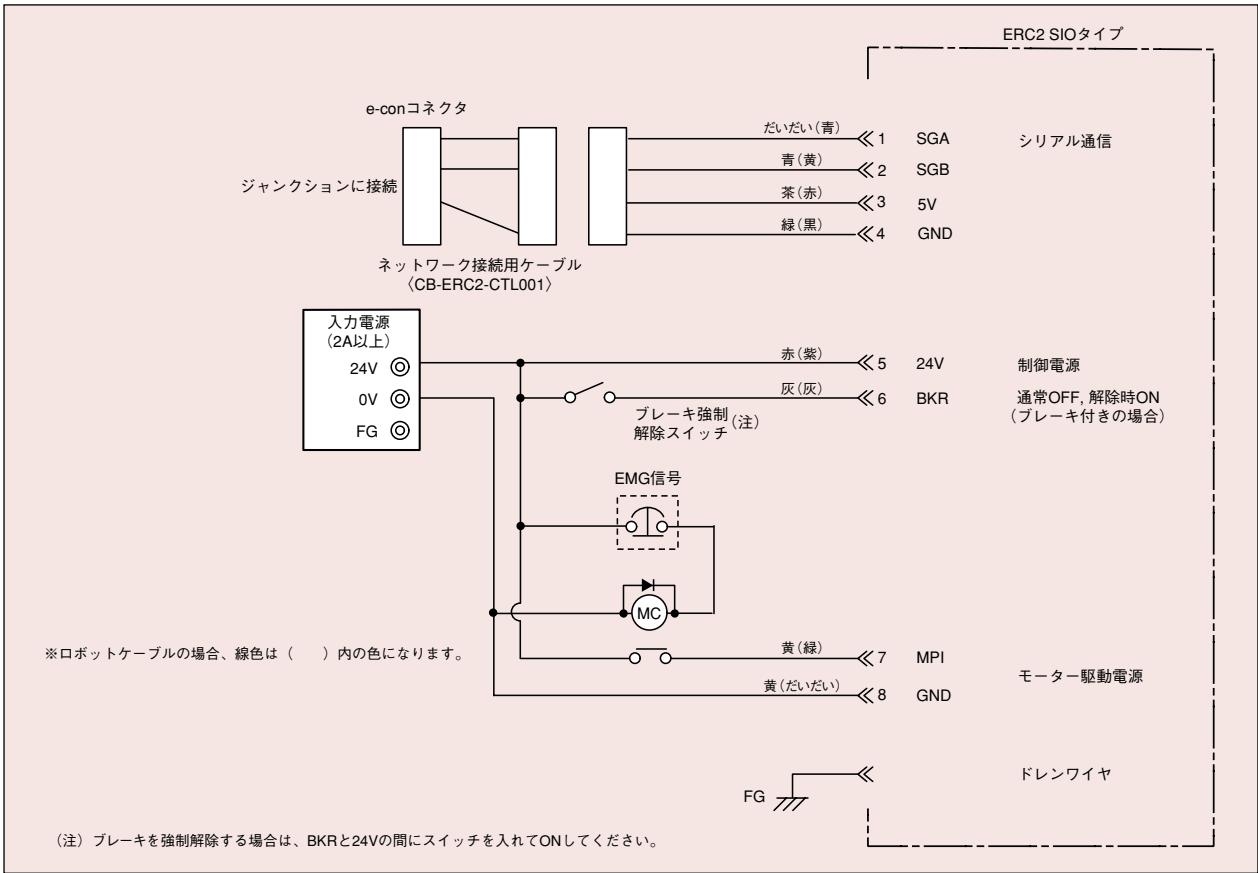 ERC2 SIOタイプ
e-conコネクタ
ジャンクションに接続
ネットワーク接続用ケーブル
〈CB-ERC2-CTL001〉
だいだい(青) 1 SGA シリアル通信
青(黄) 2 SGB
茶(赤) 3 5V
緑(黒) 4 GND
入力電源
(2A以上)
24V
0V
FG
赤(紫) 5 24V 制御電源
灰(灰) 6 BKR 通常OFF, 解除時ON
(ブレーキ付きの場合)
ブレーキ強制
解除スイッチ(注)
EMG信号
MC
※ロボットケーブルの場合、線色は(  )内の色になります。
黄(緑) 7 MPI
モーター駆動電源
黄(だいだい) 8 GND
ドレンワイヤ
FG
(注)ブレーキを強制解除する場合は、BKRと24Vの間にスイッチを入れてONしてください。